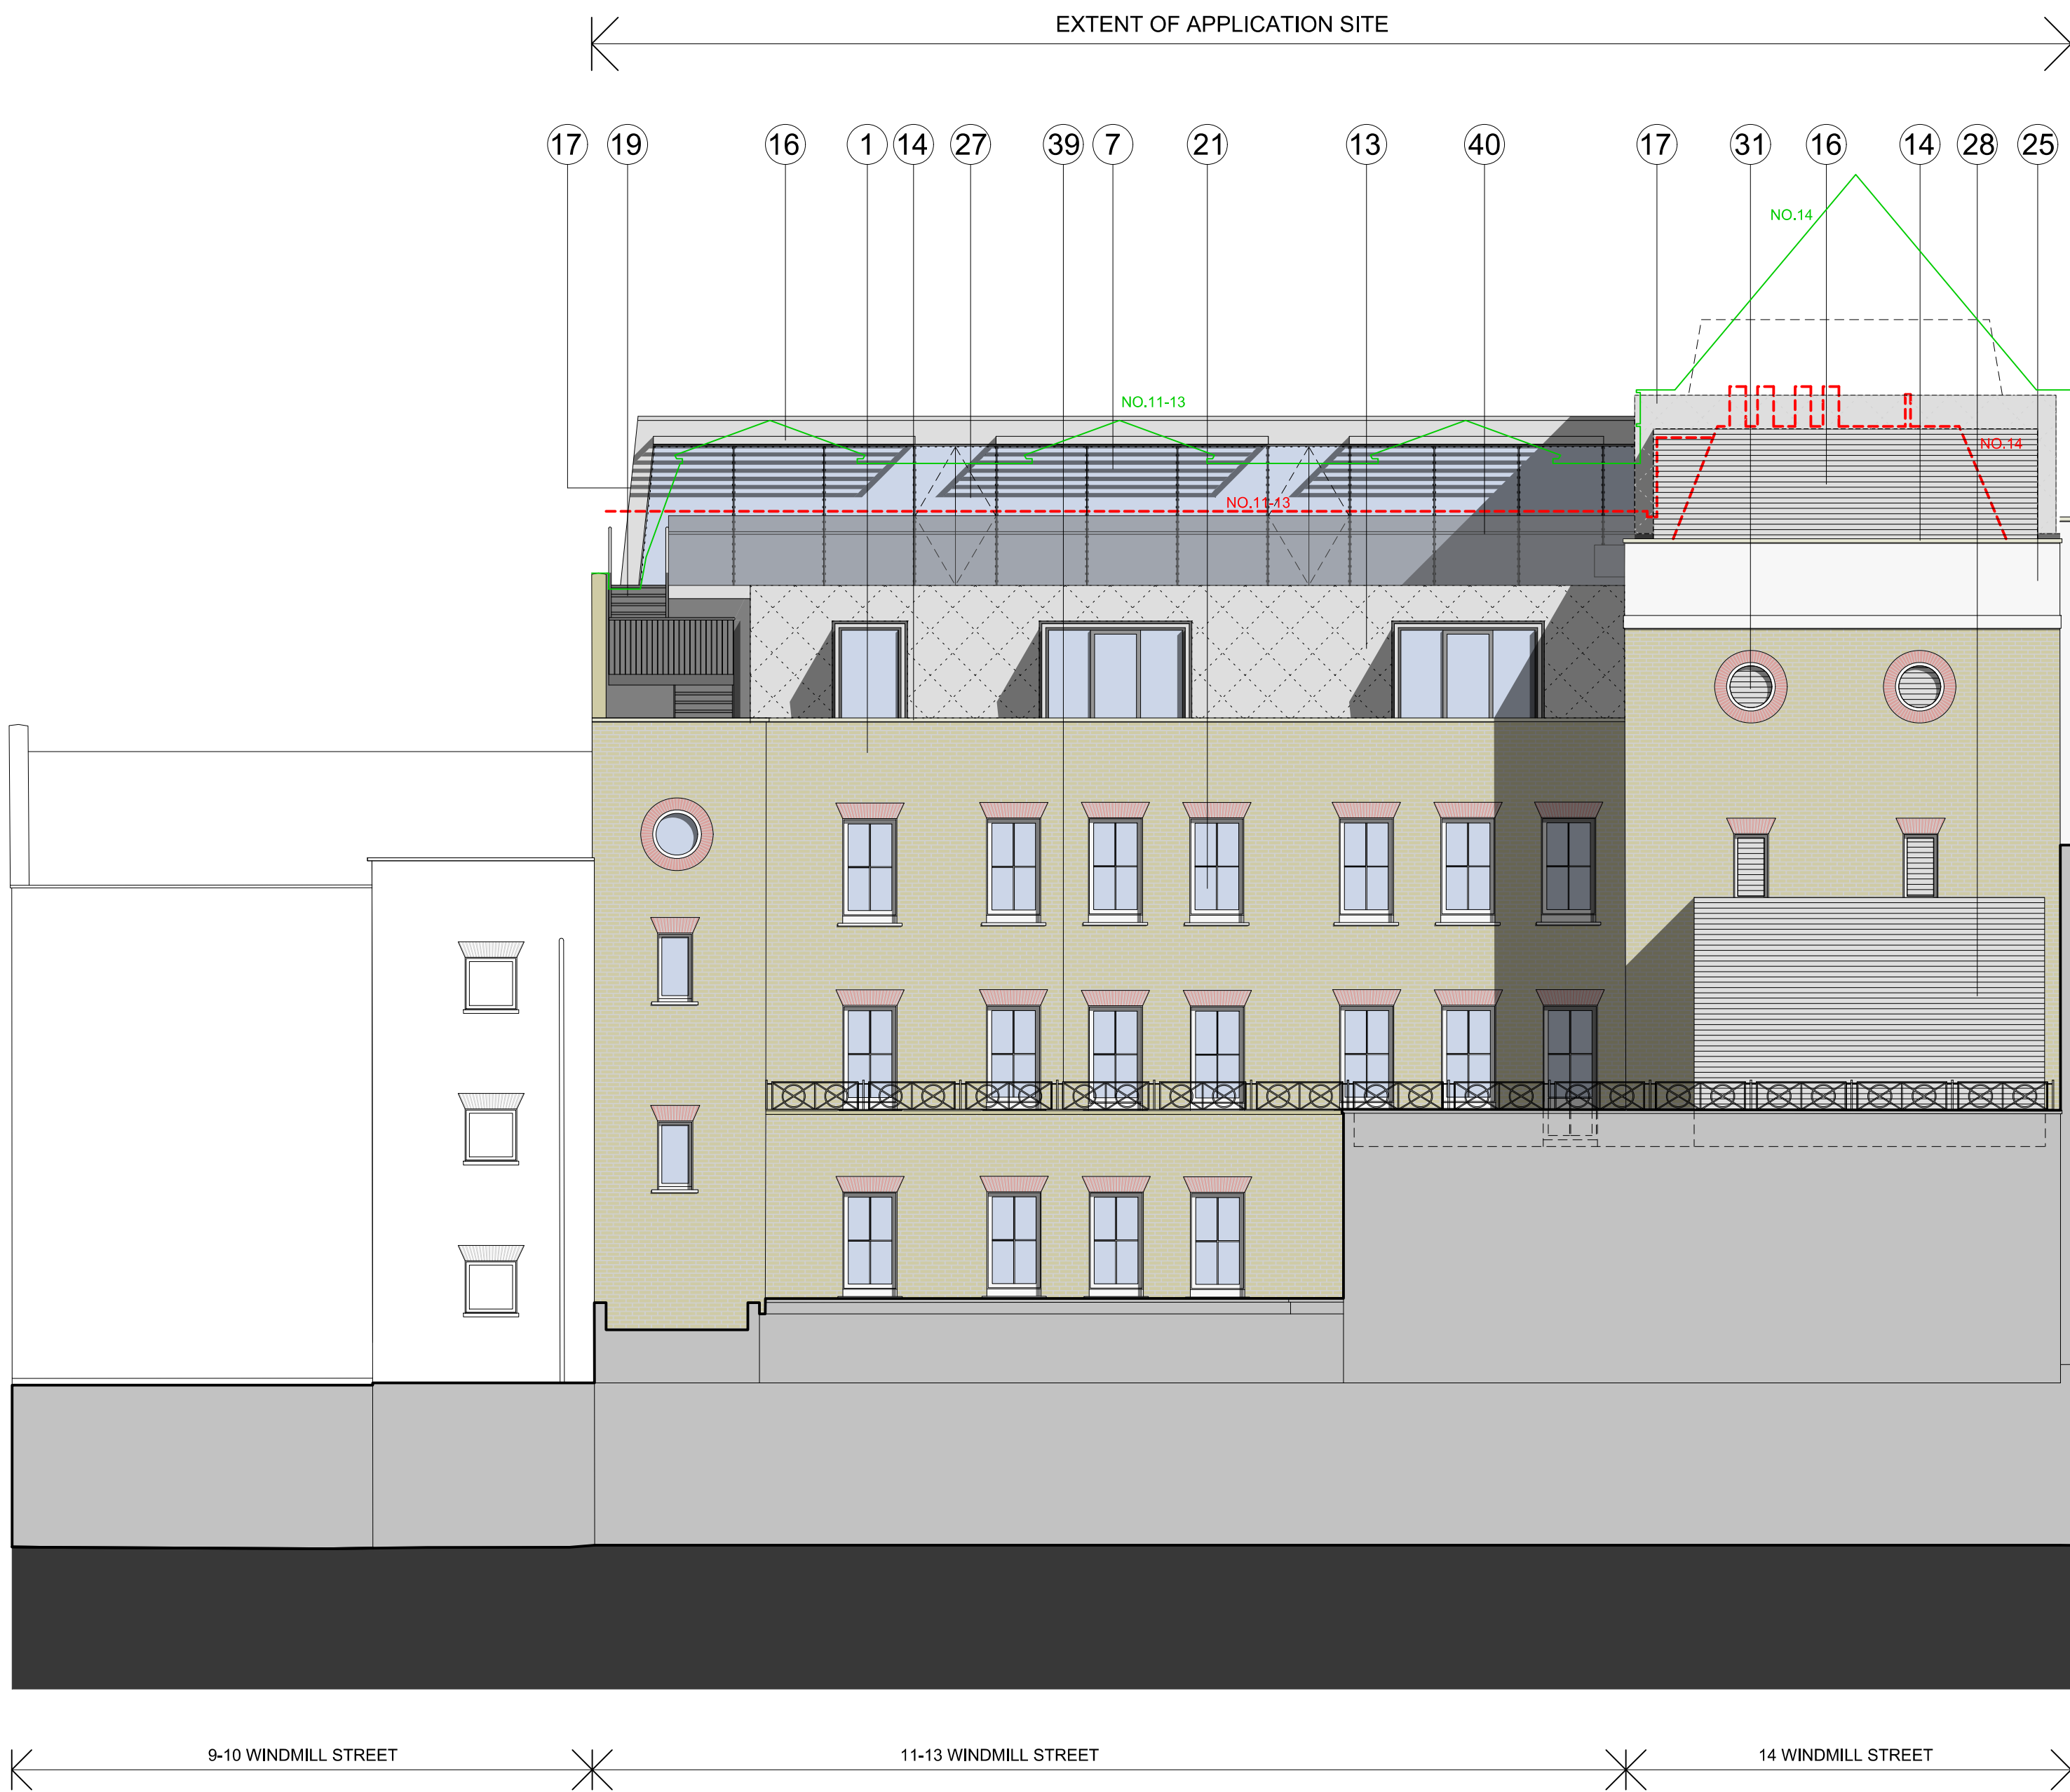 EXTENT OF APPLICATION SITE
17 19 16 1 14 27 39 7 21 13 40 17 31 16 14 28 25
NO.14
NO.11-13
NO.14
NO.11-13
9-10 WINDMILL STREET 11-13 WINDMILL STREET 14 WINDMILL STREET